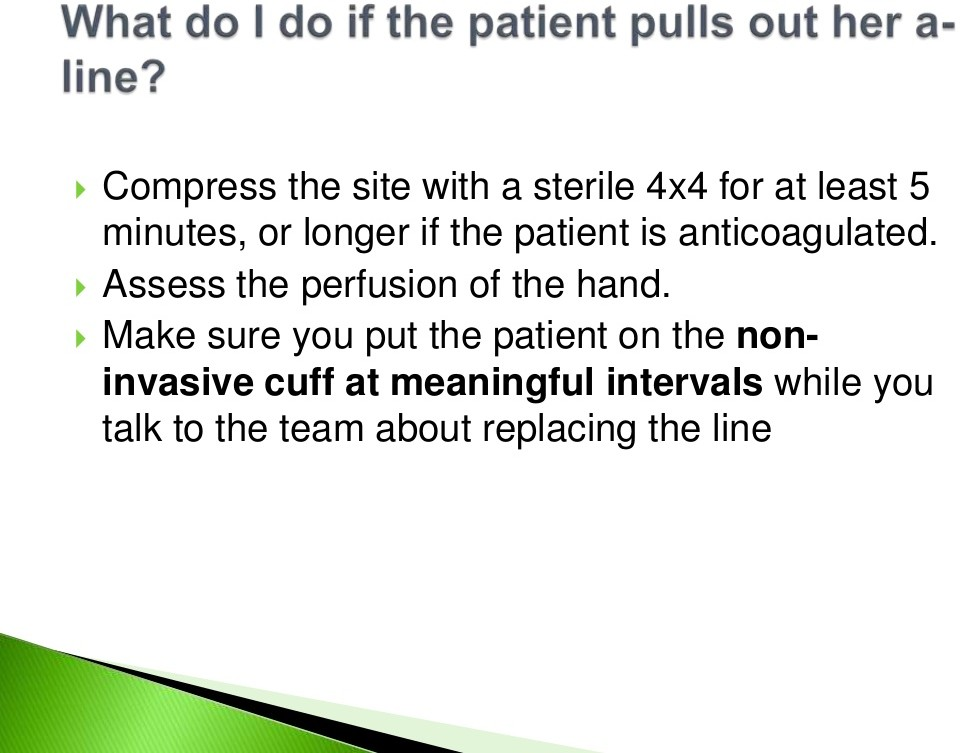 What do I do if the patient pulls out her a-
line?
Compress the site with a sterile 4x4 for at least 5
minutes, or longer if the patient is anticoagulated.
Assess the perfusion of the hand.
Make sure you put the patient on the non-
invasive cuff at meaningful intervals while you
talk to the team about replacing the line